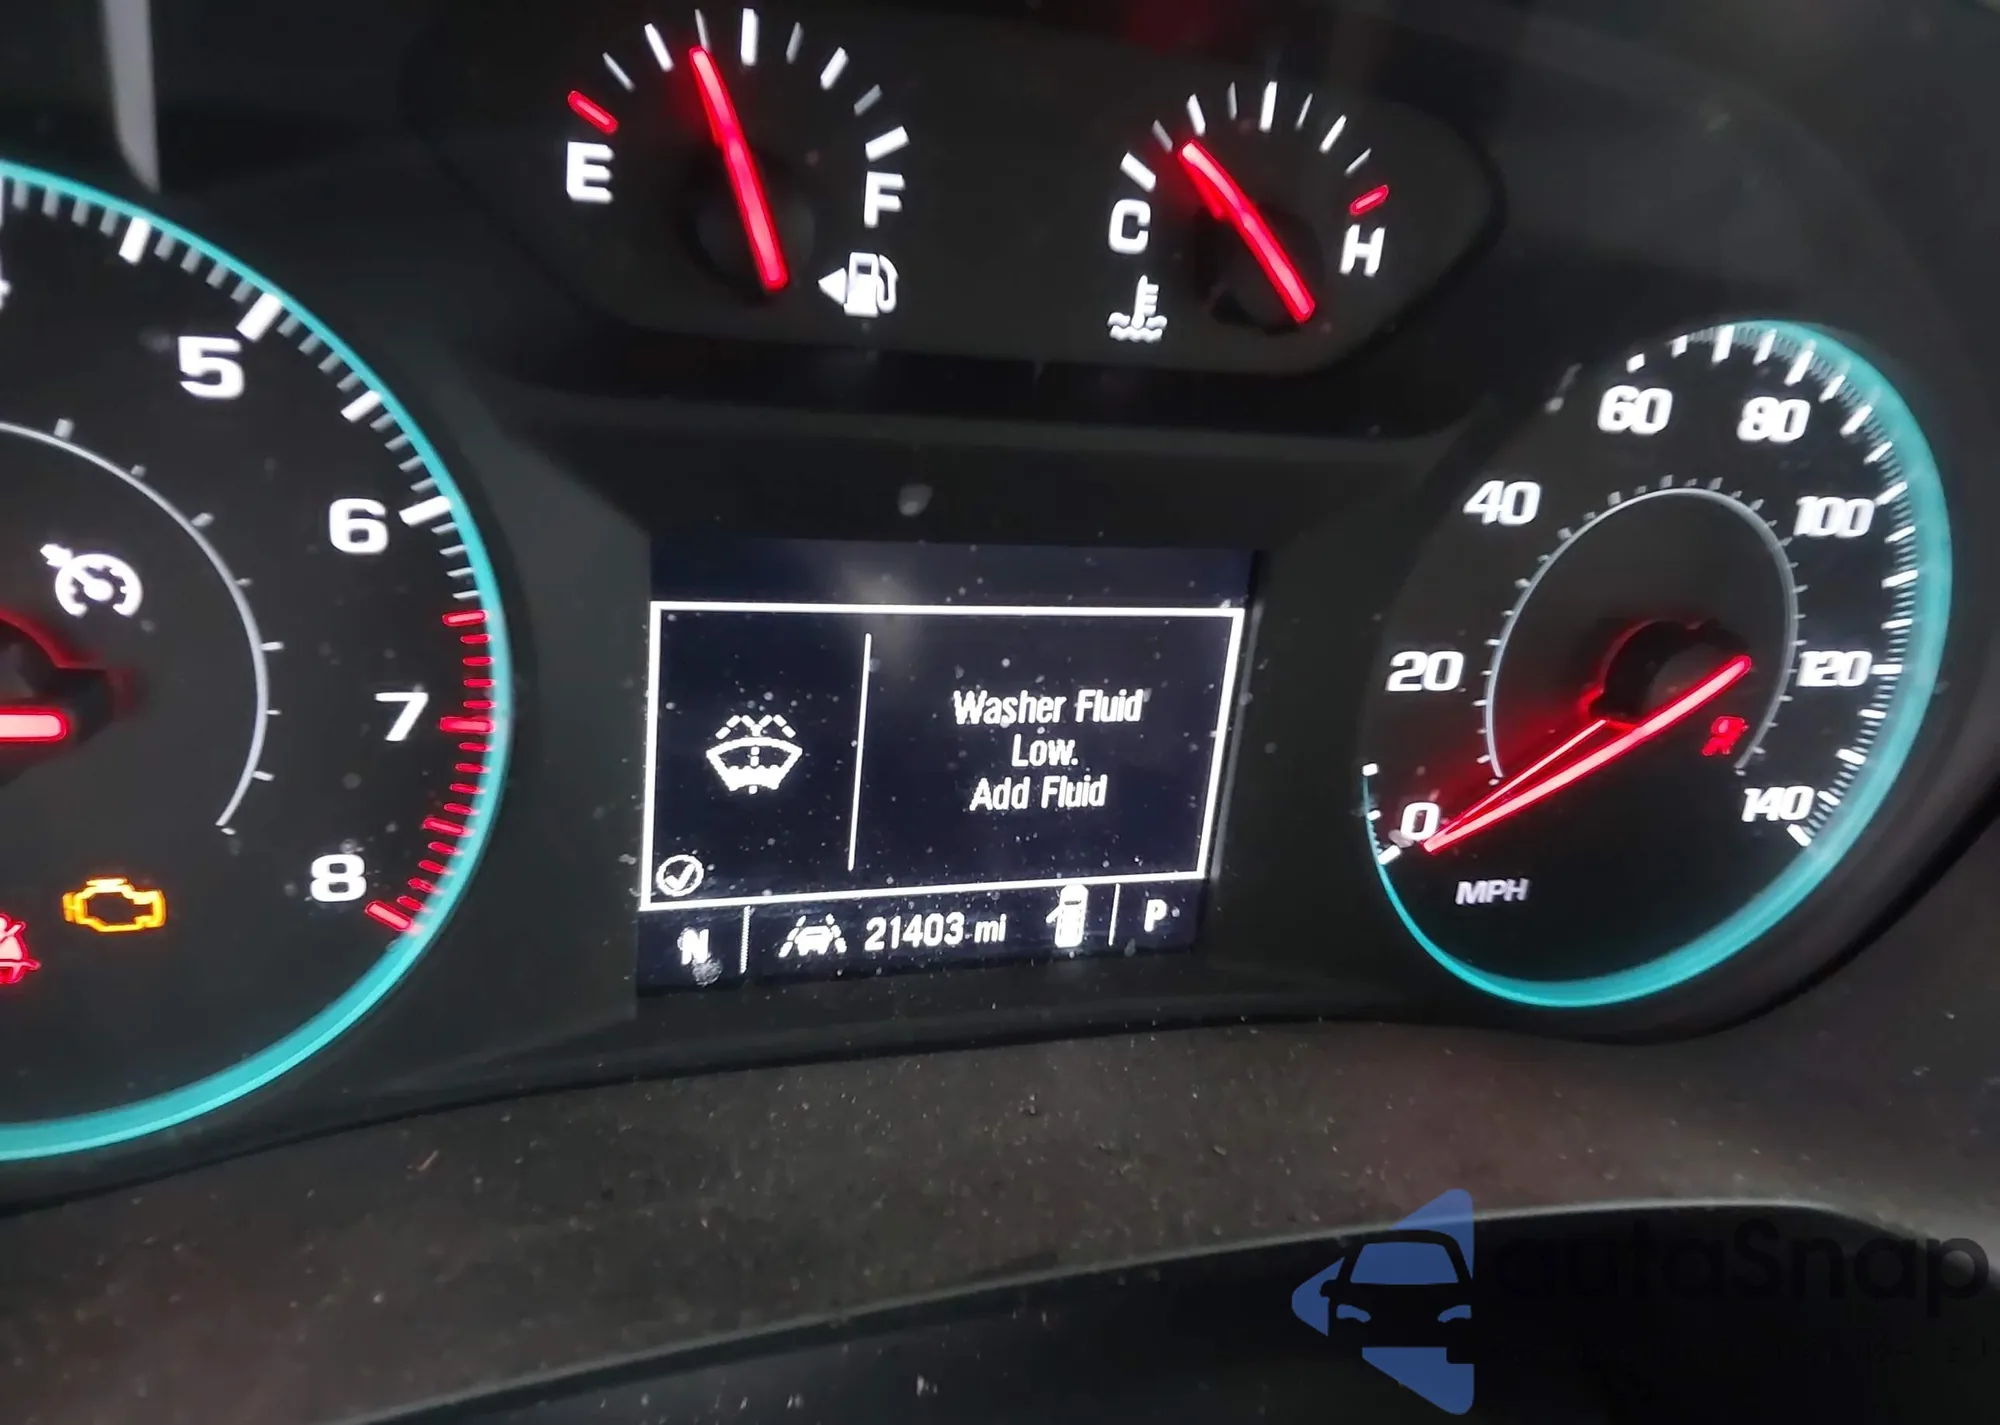 E
F
C
H
5
6
7
8
20
40
60
80
100
120
140
0
MPH
Washer Fluid
Low.
Add Fluid
N
21403 mi
P
autoSnap